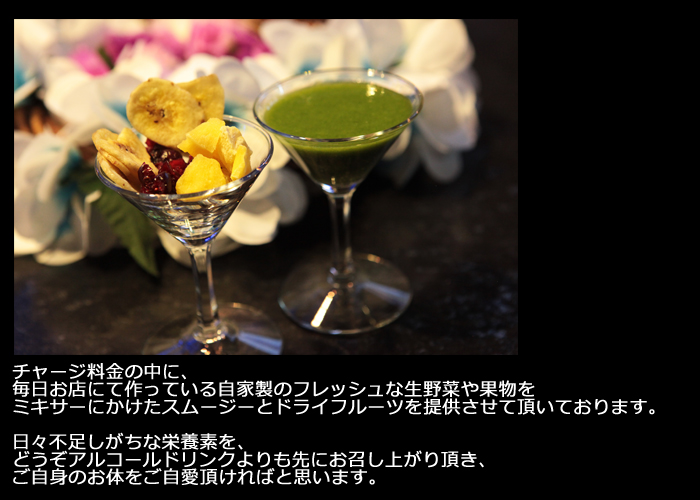 チャージ料金の中に、
毎日お店にて作っている自家製のフレッシュな生野菜や果物を
ミキサーにかけたスムージーとドライフルーツを提供させて頂いております。
日々不足しがちな栄養素を、
どうぞアルコールドリンクよりも先にお召し上がり頂き、
ご自身のお体をご自愛頂ければと思います。